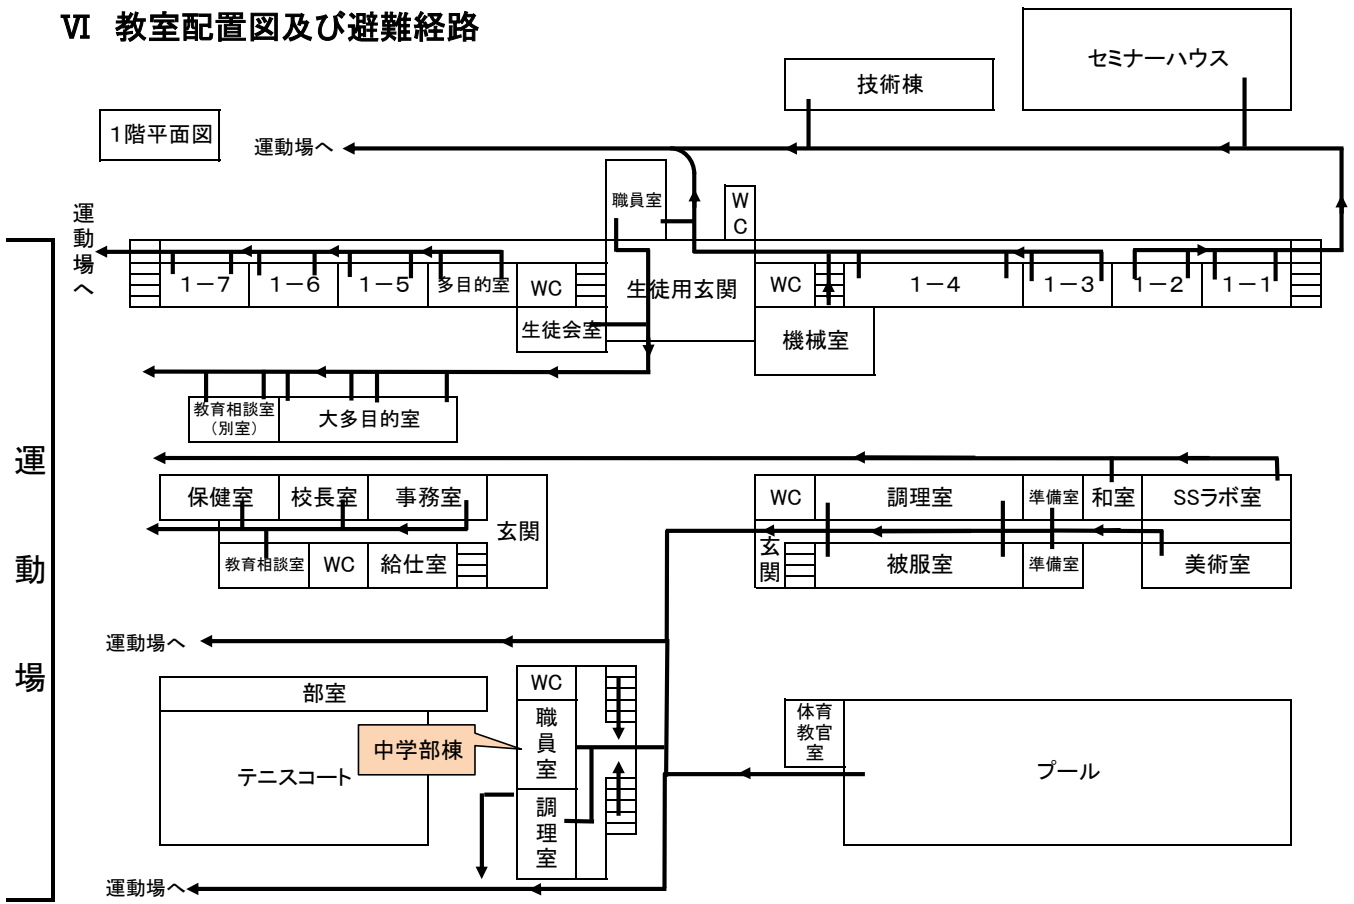 Ⅵ 教室配置図及び避難経路
セミナーハウス
技術棟
1階平面図
運動場へ
職員室
WC
運動場へ
1－7
1－6
1－5
多目的室
WC
生徒用玄関
WC
1－4
1－3
1－2
1－1
生徒会室
機械室
教育相談室
（別室）
大多目的室
運動場
保健室
校長室
事務室
玄関
教育相談室
WC
給仕室
WC
調理室
準備室
和室
SSラボ室
玄関
被服室
準備室
美術室
運動場へ
部室
テニスコート
中学部棟
WC
職員室
調理室
体育
教官
室
プール
運動場へ